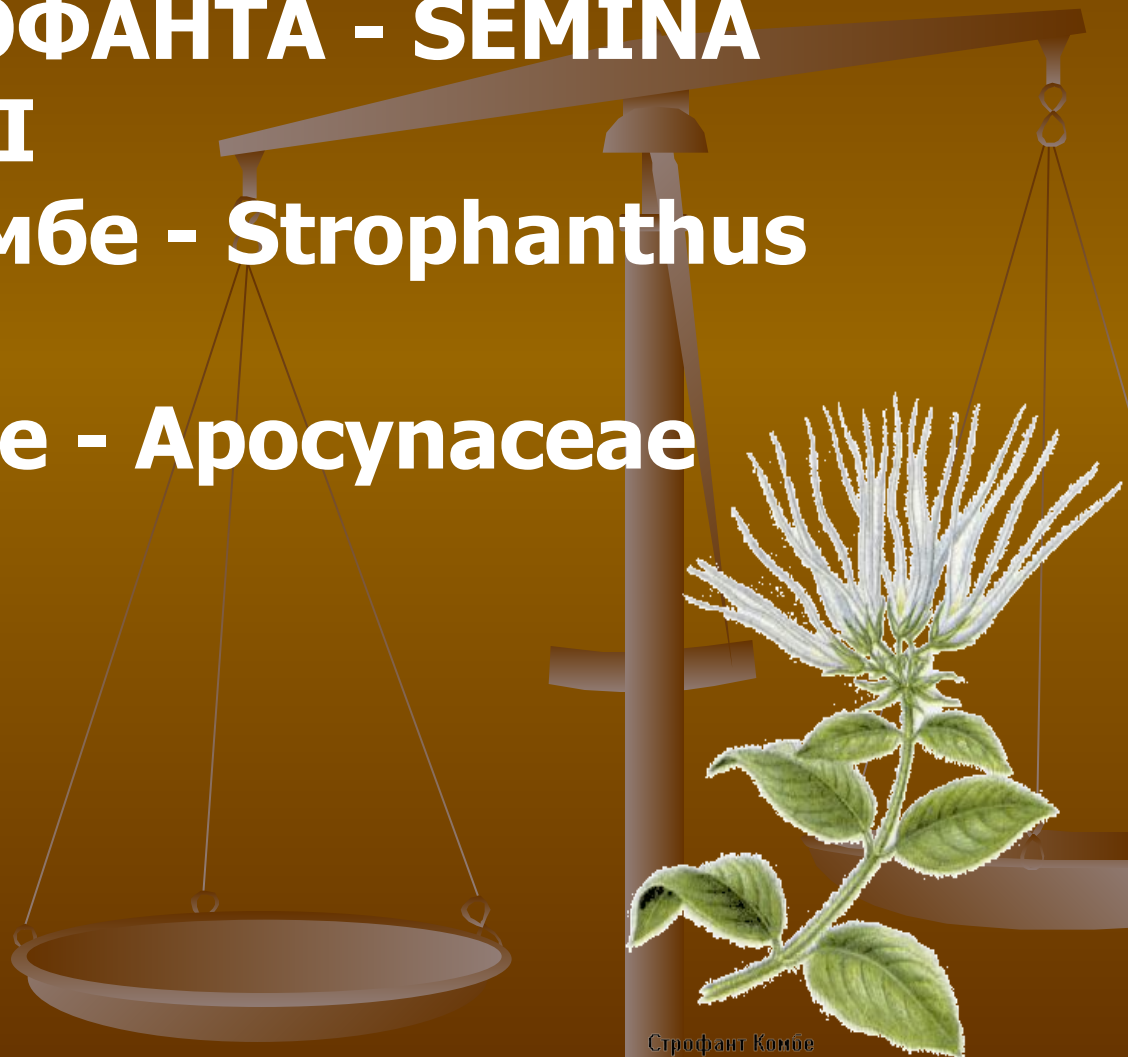 ОФАНТА - SEMINA
I
мбе - Strophanthus
е - Apocynaceae
Строфант Комбе